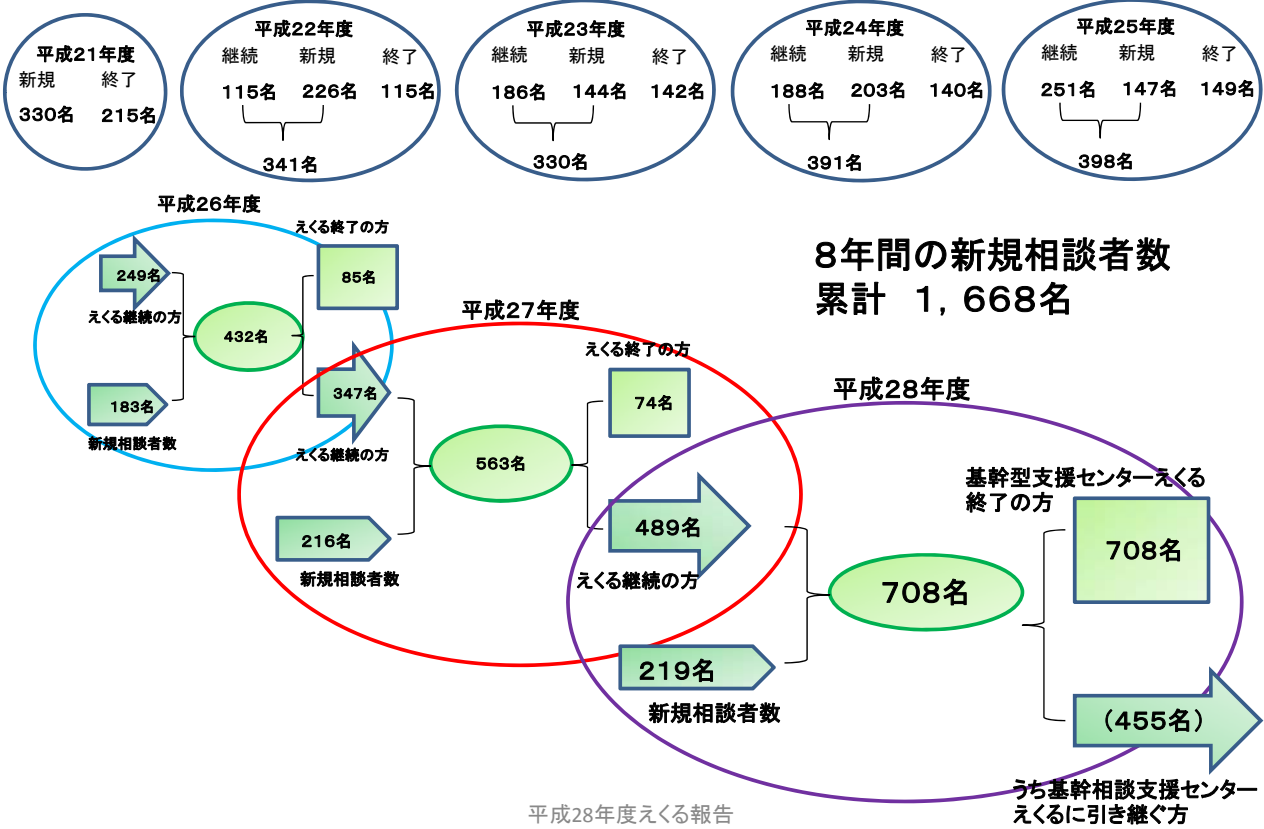 平成21年度
新規 終了
330名 215名
平成22年度
継続 新規 終了
115名 226名 115名
341名
平成23年度
継続 新規 終了
186名 144名 142名
330名
平成24年度
継続 新規 終了
188名 203名 140名
391名
平成25年度
継続 新規 終了
251名 147名 149名
398名
平成26年度
249名
えくる継続の方
183名
新規相談者数
432名
えくる終了の方
85名
347名
えくる継続の方
8年間の新規相談者数
累計 1,668名
平成27年度
216名
新規相談者数
563名
えくる終了の方
74名
489名
えくる継続の方
平成28年度
219名
新規相談者数
708名
基幹型支援センターえくる
終了の方
708名
(455名)
うち基幹相談支援センター
えくるに引き継ぐ方
平成28年度えくる報告